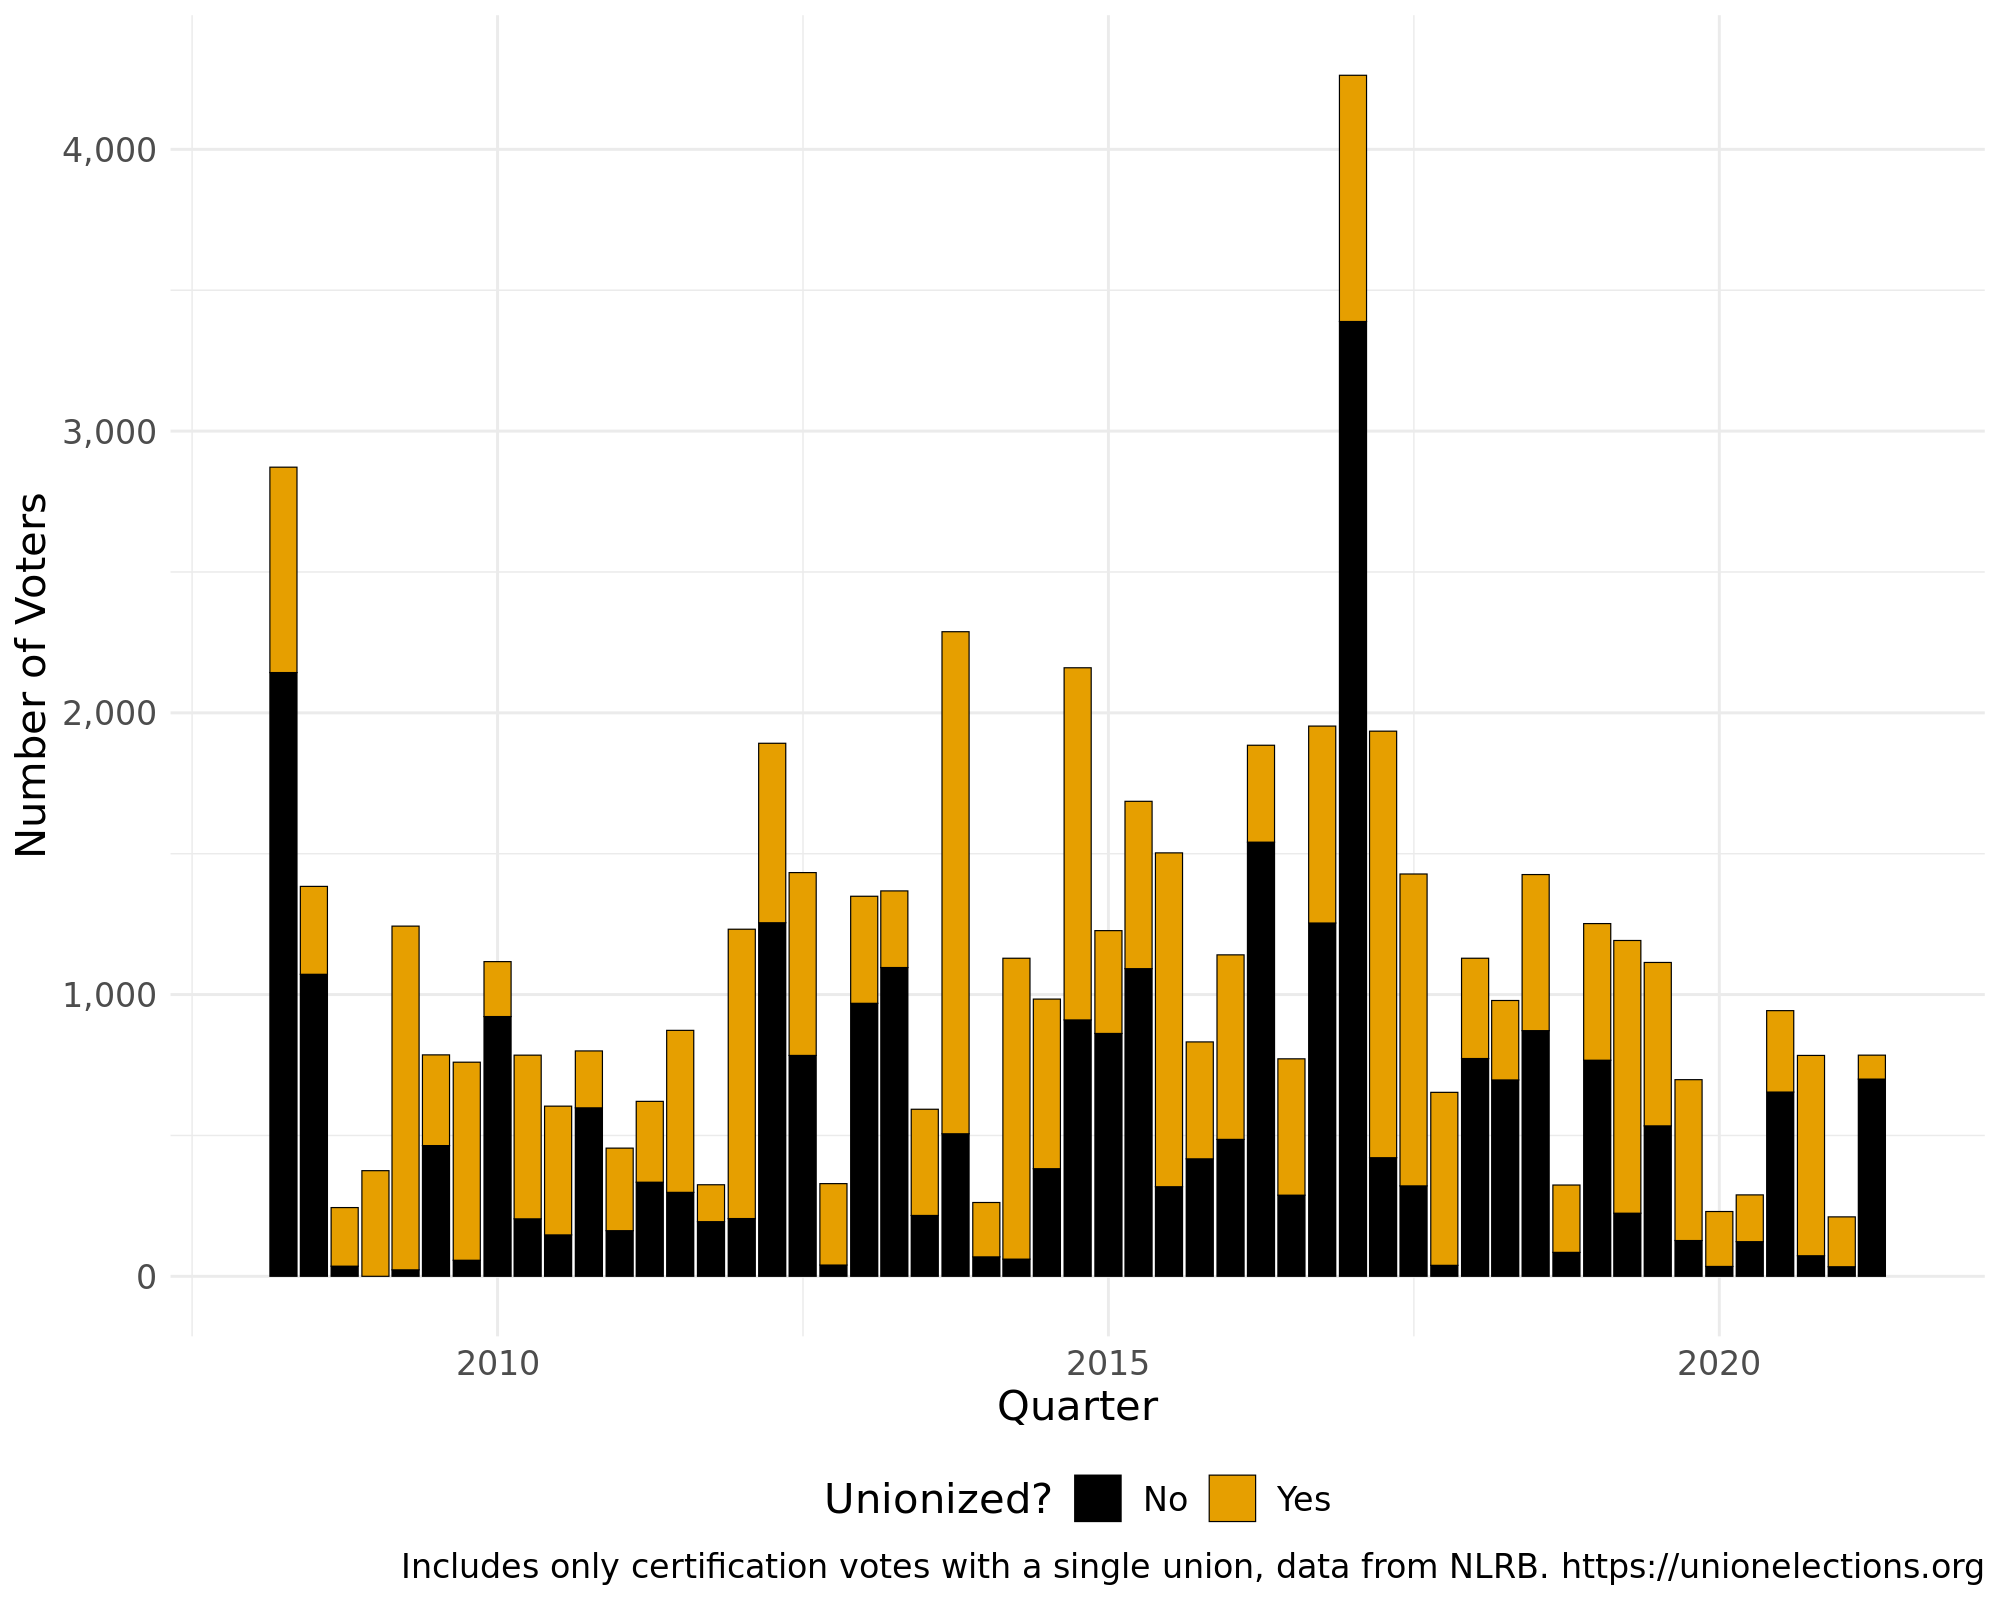 4,000
3,000
2,000
1,000
0
Number of Voters
2010
2015
2020
Quarter
Unionized? No Yes
Includes only certification votes with a single union, data from NLRB. https://unionelections.org